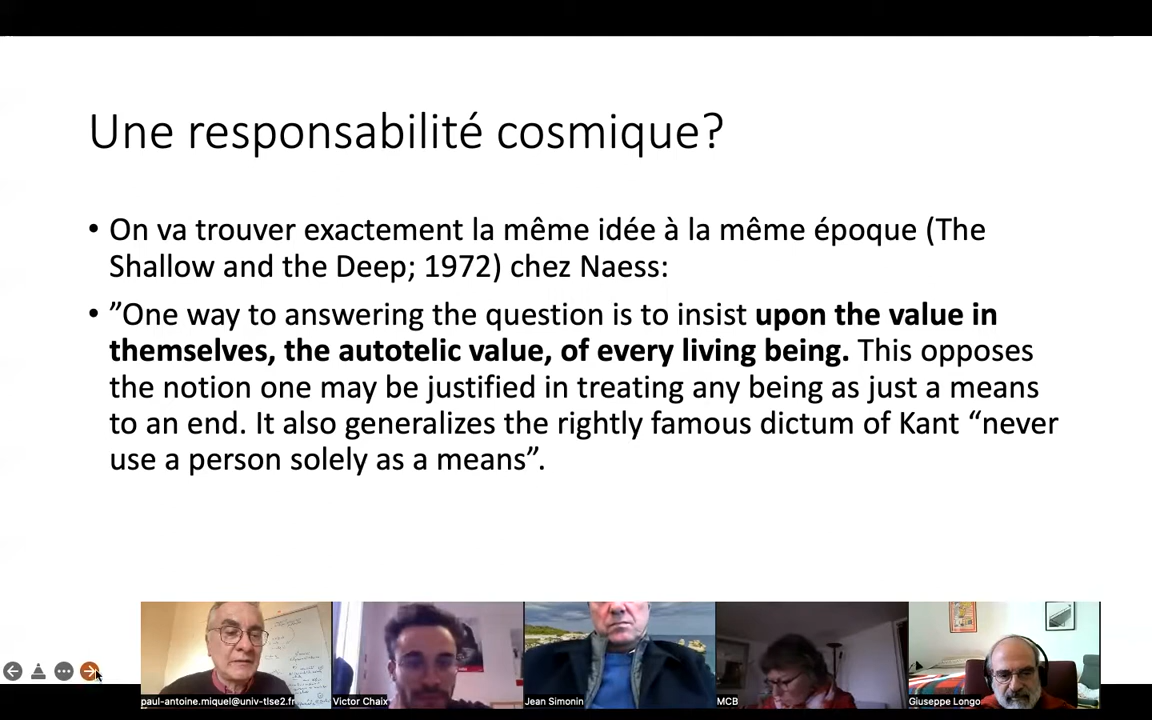 Une responsabilité cosmique?
• On va trouver exactement la même idée à la même époque (The
Shallow and the Deep; 1972) chez Naess:
• ”One way to answering the question is to insist upon the value in
themselves, the autotelic value, of every living being. This opposes
the notion one may be justified in treating any being as just a means
to an end. It also generalizes the rightly famous dictum of Kant “never
use a person solely as a means”.
paul-antoine.miquel@univ-tlse2.fr
Victor Chaix
Jean Simonin
MCB
Giuseppe Longo